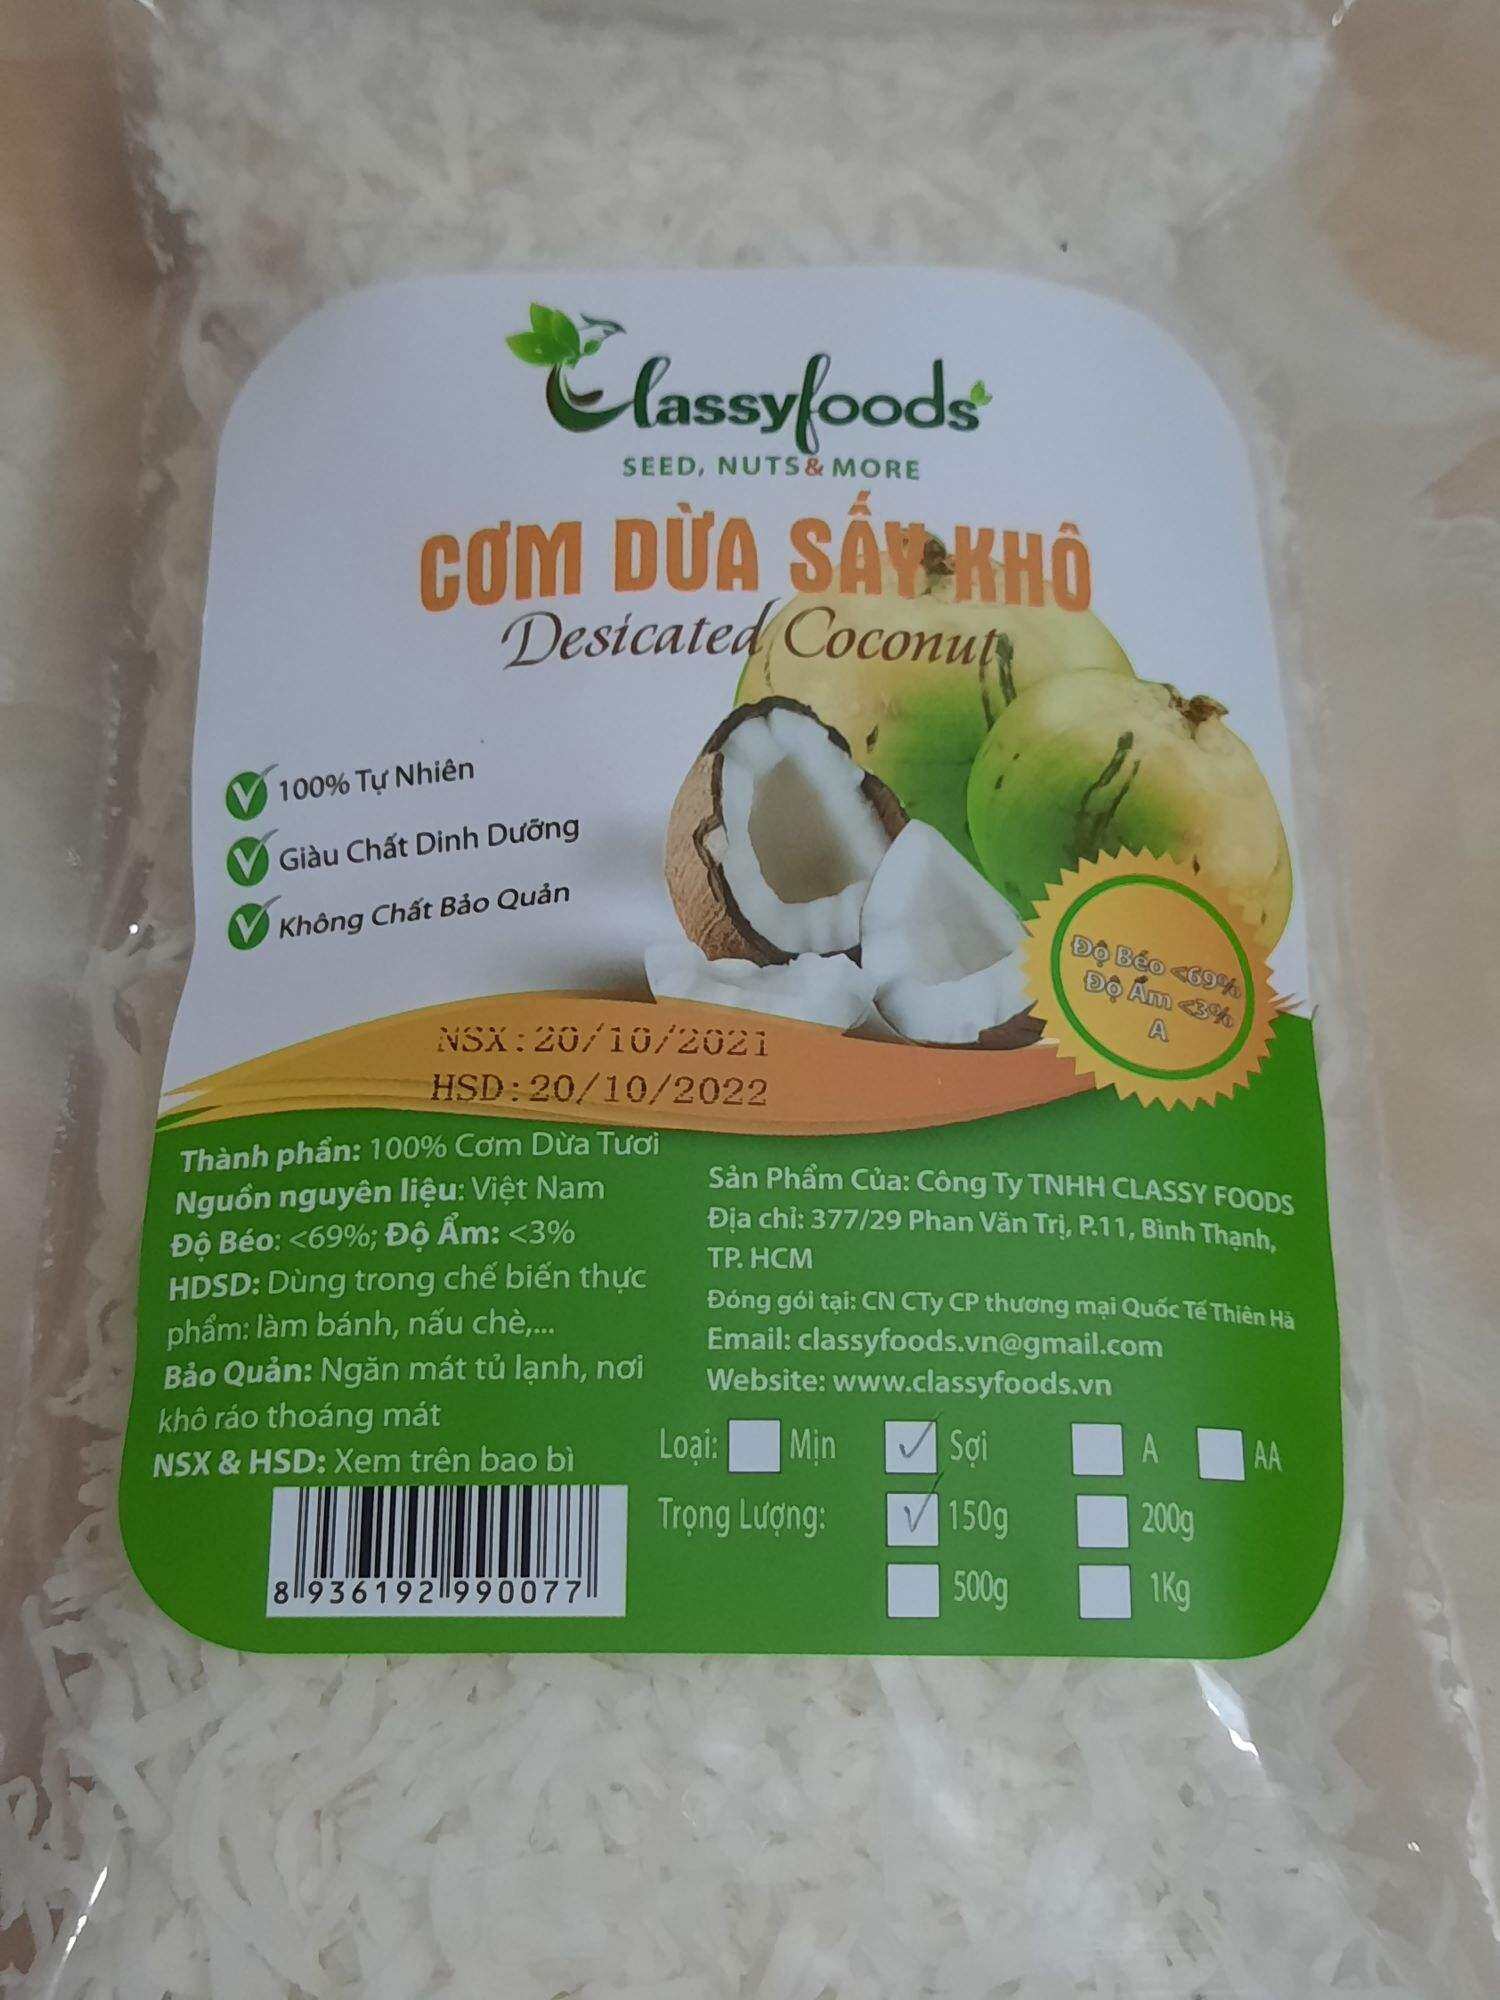 Classyfoods
SEED, NUTS & MORE
CƠM DỪA SẤY KHÔ
Desicated Coconut
100% Tự Nhiên
Giàu Chất Dinh Dưỡng
Không Chất Bảo Quản
Độ Béo <69%
Độ Ẩm <3%
A
NSX:20/10/2021
HSD:20/10/2022
Thành phần: 100% Cơm Dừa Tươi
Nguồn nguyên liệu: Việt Nam
Độ Béo: <69%; Độ Ẩm: <3%
HDSD: Dùng trong chế biến thực
phẩm: làm bánh, nấu chè,...
Bảo Quản: Ngăn mát tủ lạnh, nơi
khô ráo thoáng mát
NSX & HSD: Xem trên bao bì
8 936192 990077
Sản Phẩm Của: Công Ty TNHH CLASSY FOODS
Địa chỉ: 377/29 Phan Văn Trị, P.11, Bình Thạnh,
TP. HCM
Đóng gói tại: CN CTy CP thương mại Quốc Tế Thiên Hà
Email: classyfoods.vn@gmail.com
Website: www.classyfoods.vn
Loại: Mịn Sợi A AA
Trọng Lượng: 150g 200g
500g 1Kg